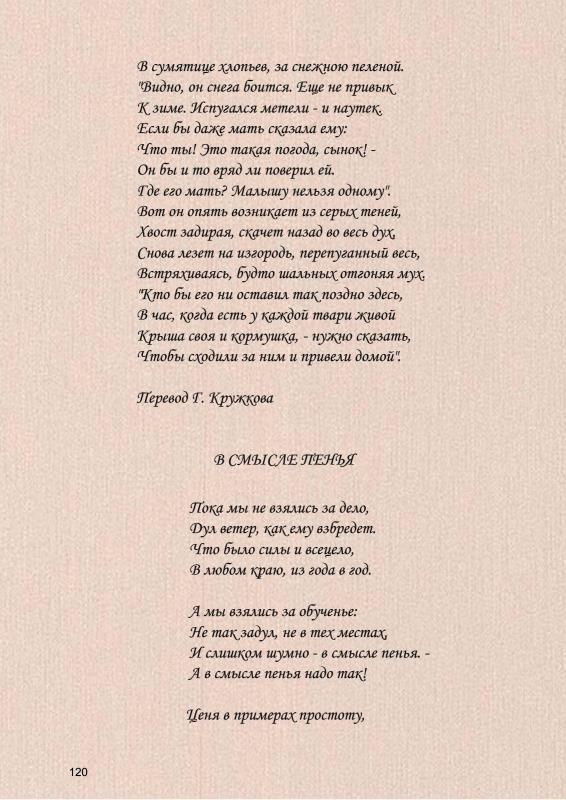 В сумятице хлопьев, за снежною пеленой.
"Видно, он снега боится. Еще не привык
К зиме. Испугался метели - и наутек.
Если бы даже мать сказала ему:
Что ты! Это такая погода, сынок! -
Он бы и то вряд ли поверил ей.
Где его мать? Малышу нельзя одному".
Вот он опять возникает из серых теней,
Хвост задирая, скачет назад во весь дух,
Снова лезет на изгородь, перепуганный весь,
Встряхиваясь, будто шальных отгоняя мух.
"Кто бы его ни оставил так поздно здесь,
В час, когда есть у каждой твари живой
Крыша своя и кормушка, - нужно сказать,
Чтобы сходили за ним и привели домой".
Перевод Г. Кружкова
В СМЫСЛЕ ПЕНЬЯ
Пока мы не взялись за дело,
Дул ветер, как ему взбредет.
Что было силы и всецело,
В любом краю, из года в год.
А мы взялись за обученье:
Не так задул, не в тех местах,
И слишком шумно - в смысле пенья. -
А в смысле пенья надо так!
Ценя в примерах простоту,
120